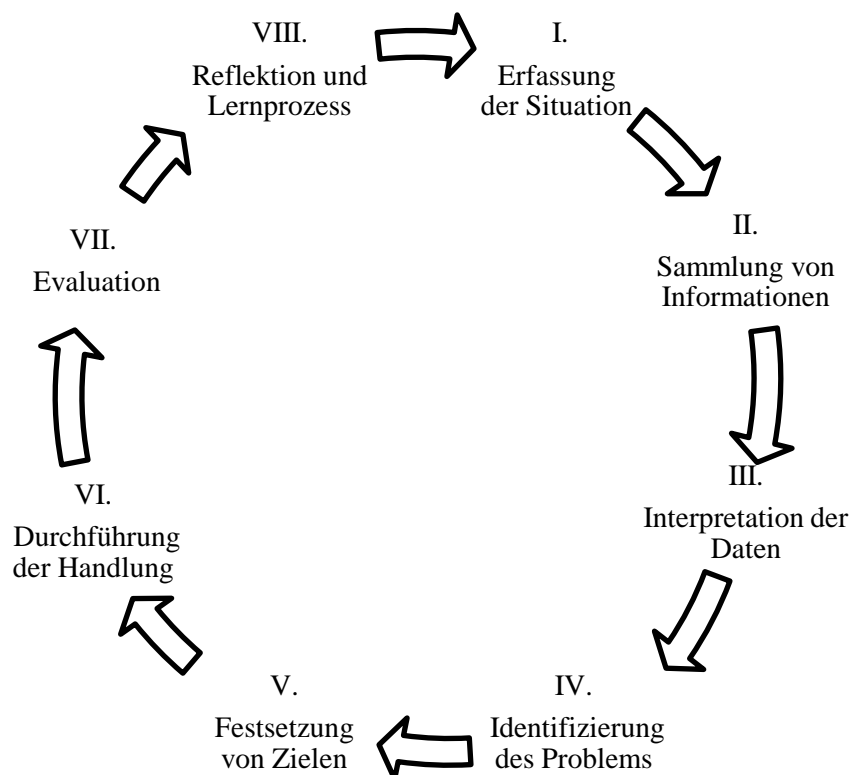 I.
Erfassung
der Situation
II.
Sammlung von
Informationen
III.
Interpretation der
Daten
IV.
Identifizierung
des Problems
V.
Festsetzung
von Zielen
VI.
Durchführung
der Handlung
VII.
Evaluation
VIII.
Reflektion und
Lernprozess